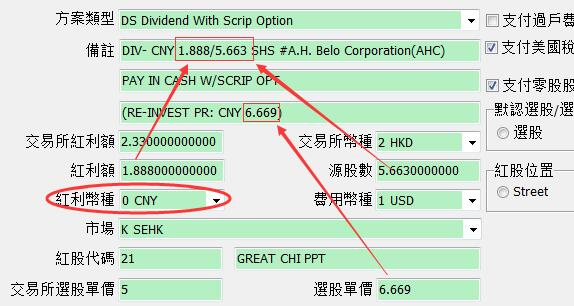 方案類型 DS Dividend With Scrip Option 支付過戶費
備註 DIV- CNY 1.888/5.663 SHS #A.H. Belo Corporation(AHC) 支付美國稅
PAY IN CASH W/SCRIP OPT 支付零股股
(RE-INVEST PR: CNY 6.669) 默認選股/選
交易所紅利額 2.330000000000 交易所幣種 2 HKD 選股
紅利額 1.888000000000 源股數 5.6630000000 紅股位置
紅利幣種 0 CNY 費用幣種 1 USD Street
市場 K SEHK
紅股代碼 21 GREAT CHI PPT
交易所選股單價 5 選股單價 6.669